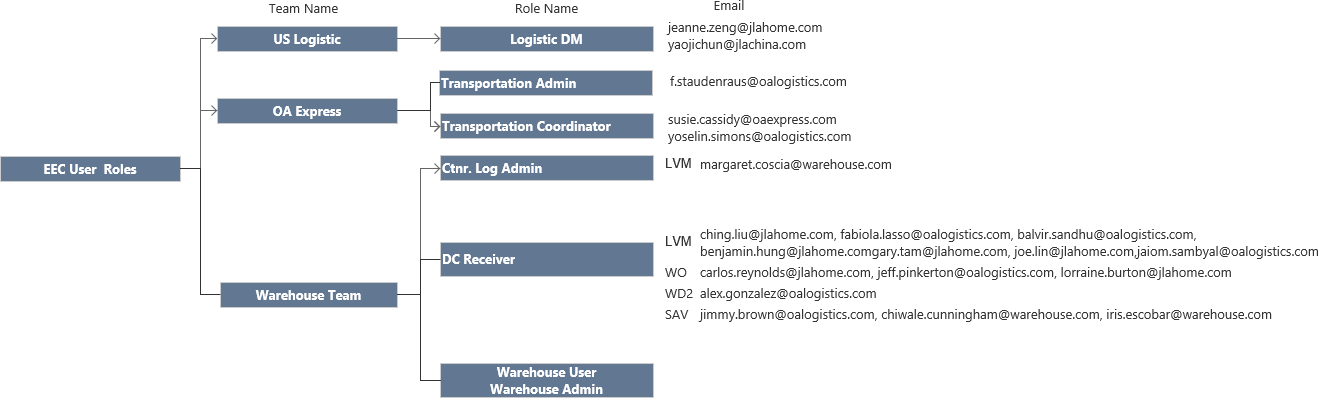 Team Name Role Name Email
US Logistic Logistic DM jeanne.zeng@jlahome.com
yaojichun@jlachina.com
Transportation Admin f.staudenraus@oalogistics.com
OA Express
Transportation Coordinator susie.cassidy@oaexpress.com
yoselin.simons@oalogistics.com
EEC User Roles
Ctnr. Log Admin LVM margaret.coscia@warehouse.com
DC Receiver
LVM ching.liu@jlahome.com, fabiola.lasso@oalogistics.com, balvir.sandhu@oalogistics.com,
benjamin.hung@jlahome.comgary.tam@jlahome.com, joe.lin@jlahome.com,jaiom.sambyal@oalogistics.com
WO carlos.reynolds@jlahome.com, jeff.pinkerton@oalogistics.com, lorraine.burton@jlahome.com
Warehouse Team
WD2 alex.gonzalez@oalogistics.com
SAV jimmy.brown@oalogistics.com, chiwale.cunningham@warehouse.com, iris.escobar@warehouse.com
Warehouse User
Warehouse Admin